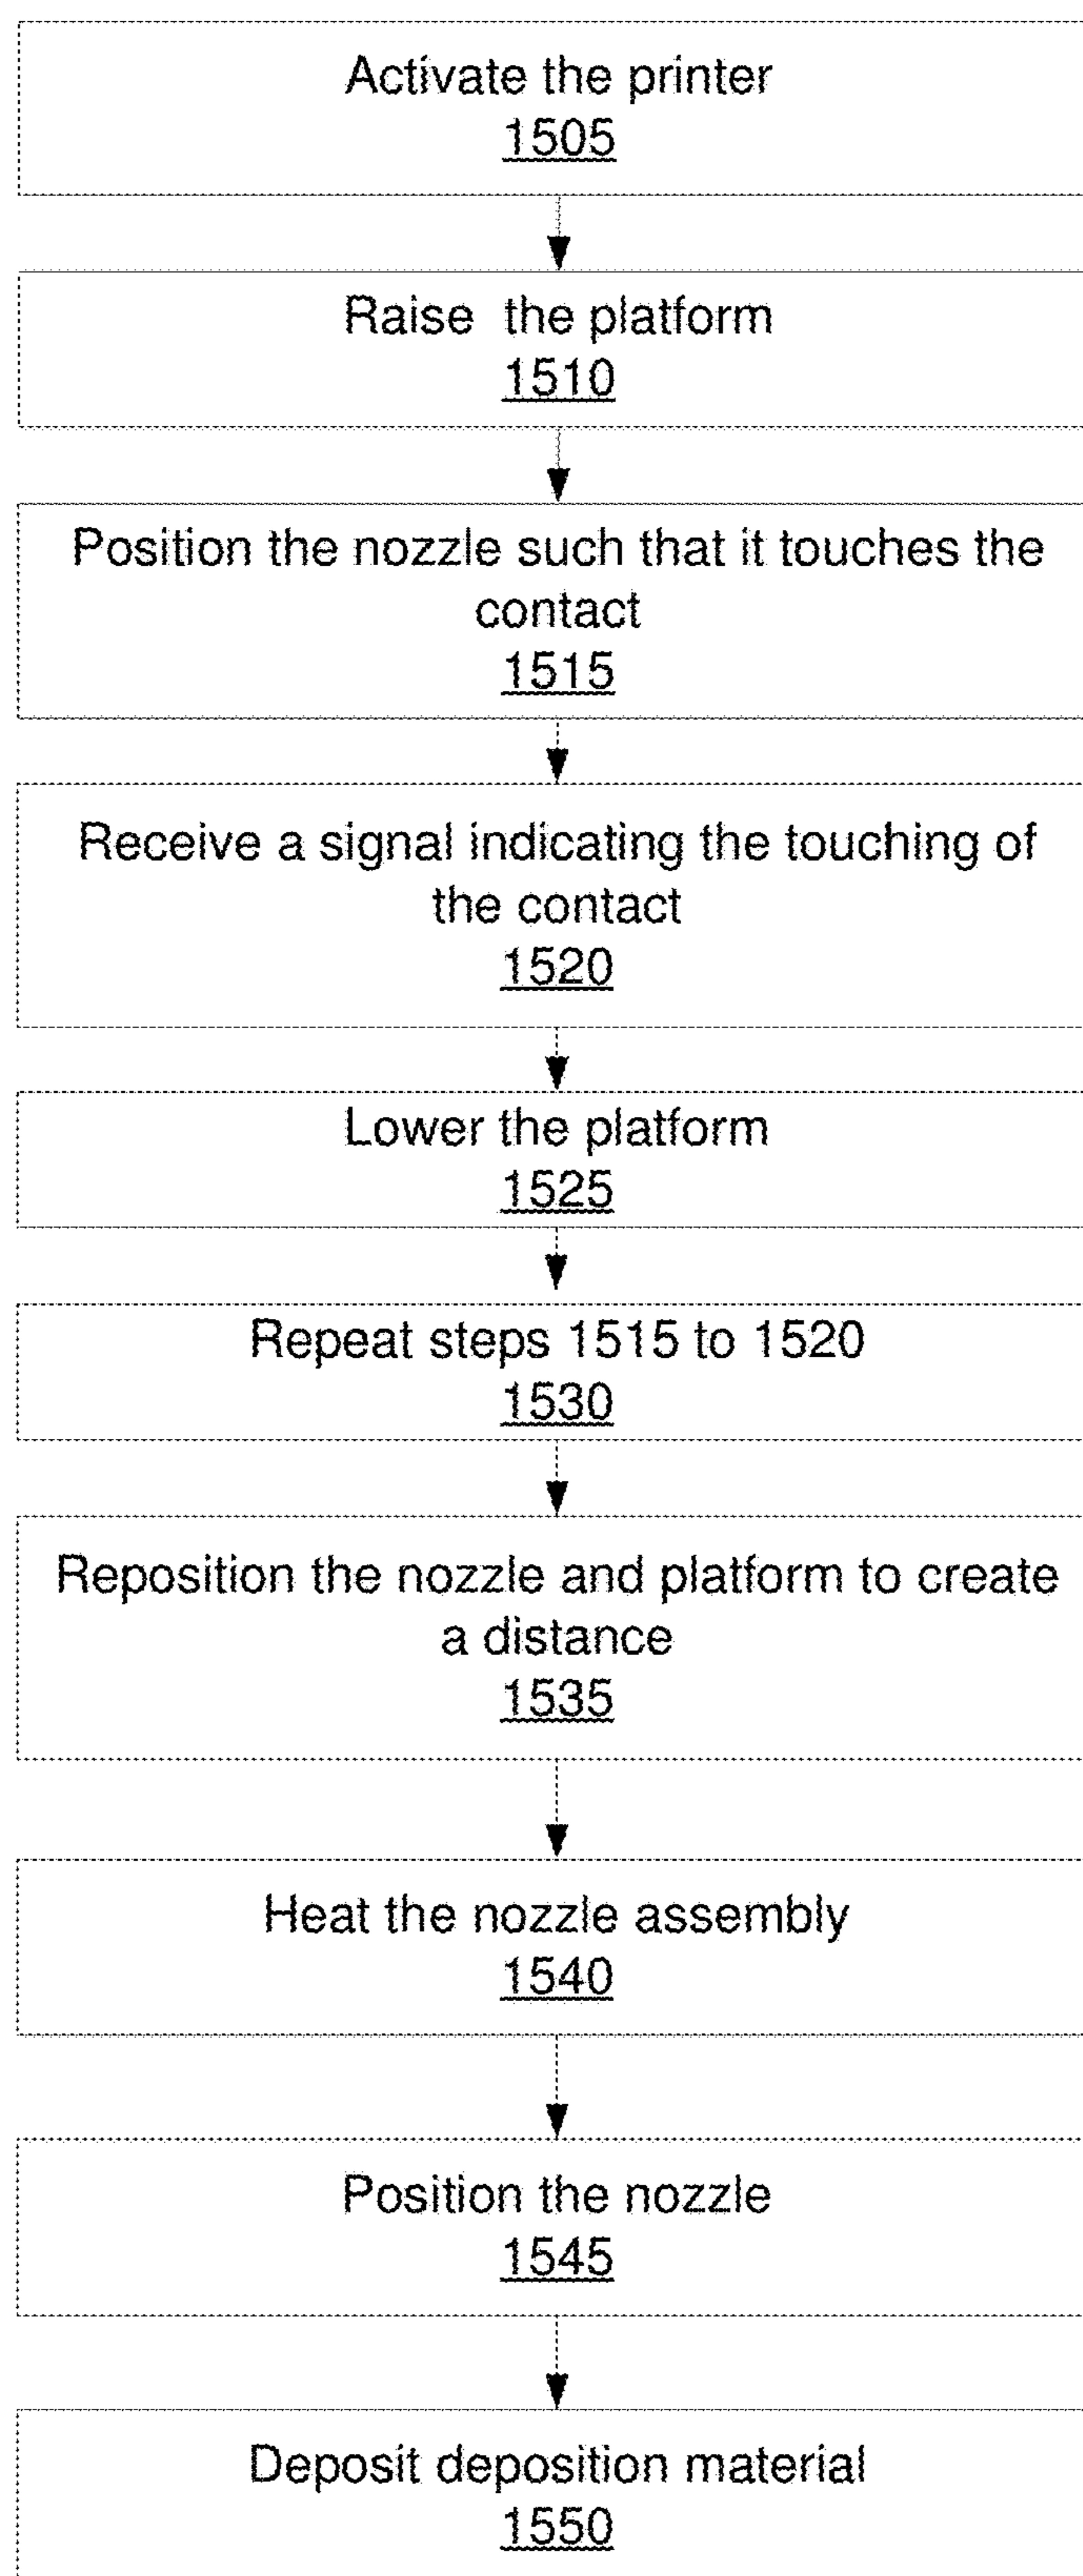 Activate the printer
1505
Raise the platform
1510
Position the nozzle such that it touches the
contact
1515
Receive a signal indicating the touching of
the contact
1520
Lower the platform
1525
Repeat steps 1515 to 1520
1530
Reposition the nozzle and platform to create
a distance
1535
Heat the nozzle assembly
1540
Position the nozzle
1545
Deposit deposition material
1550